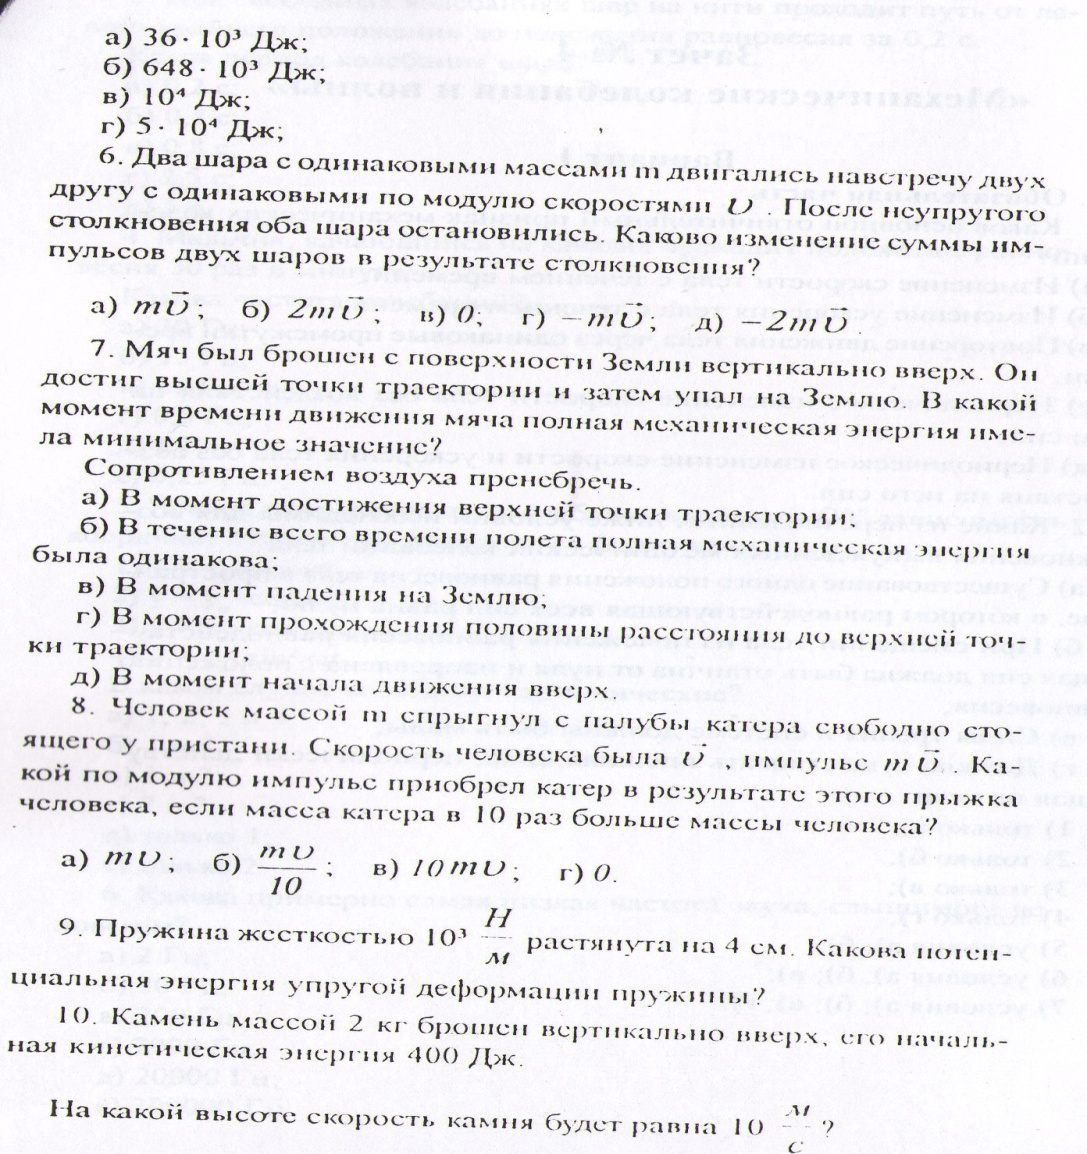 а) 36 · 10³ Дж;
б) 648 · 10³ Дж;
в) 10⁴ Дж;
г) 5 · 10⁴ Дж;
6. Два шара с одинаковыми массами m двигались навстречу двух
другу с одинаковыми по модулю скоростями υ⃗ . После неупругого
столкновения оба шара остановились. Каково изменение суммы им-
пульсов двух шаров в результате столкновения?
а) mυ⃗; б) 2mυ⃗; в) 0; г) −mυ⃗; д) −2mυ⃗.
7. Мяч был брошен с поверхности Земли вертикально вверх. Он
достиг высшей точки траектории и затем упал на Землю. В какой
момент времени движения мяча полная механическая энергия име-
ла минимальное значение?
Сопротивлением воздуха пренебречь.
а) В момент достижения верхней точки траектории;
б) В течение всего времени полета полная механическая энергия
была одинакова;
в) В момент падения на Землю;
г) В момент прохождения половины расстояния до верхней точ-
ки траектории;
д) В момент начала движения вверх.
8. Человек массой m спрыгнул с палубы катера свободно сто-
ящего у пристани. Скорость человека была υ⃗ , импульс mυ⃗. Ка-
кой по модулю импульс приобрел катер в результате этого прыжка
человека, если масса катера в 10 раз больше массы человека?
а) mυ; б) mυ/10; в) 10mυ; г) 0.
9. Пружина жесткостью 10³ Н/м растянута на 4 см. Какова потен-
циальная энергия упругой деформации пружины?
10. Камень массой 2 кг брошен вертикально вверх, его началь-
ная кинетическая энергия 400 Дж.
На какой высоте скорость камня будет равна 10 м/с ?